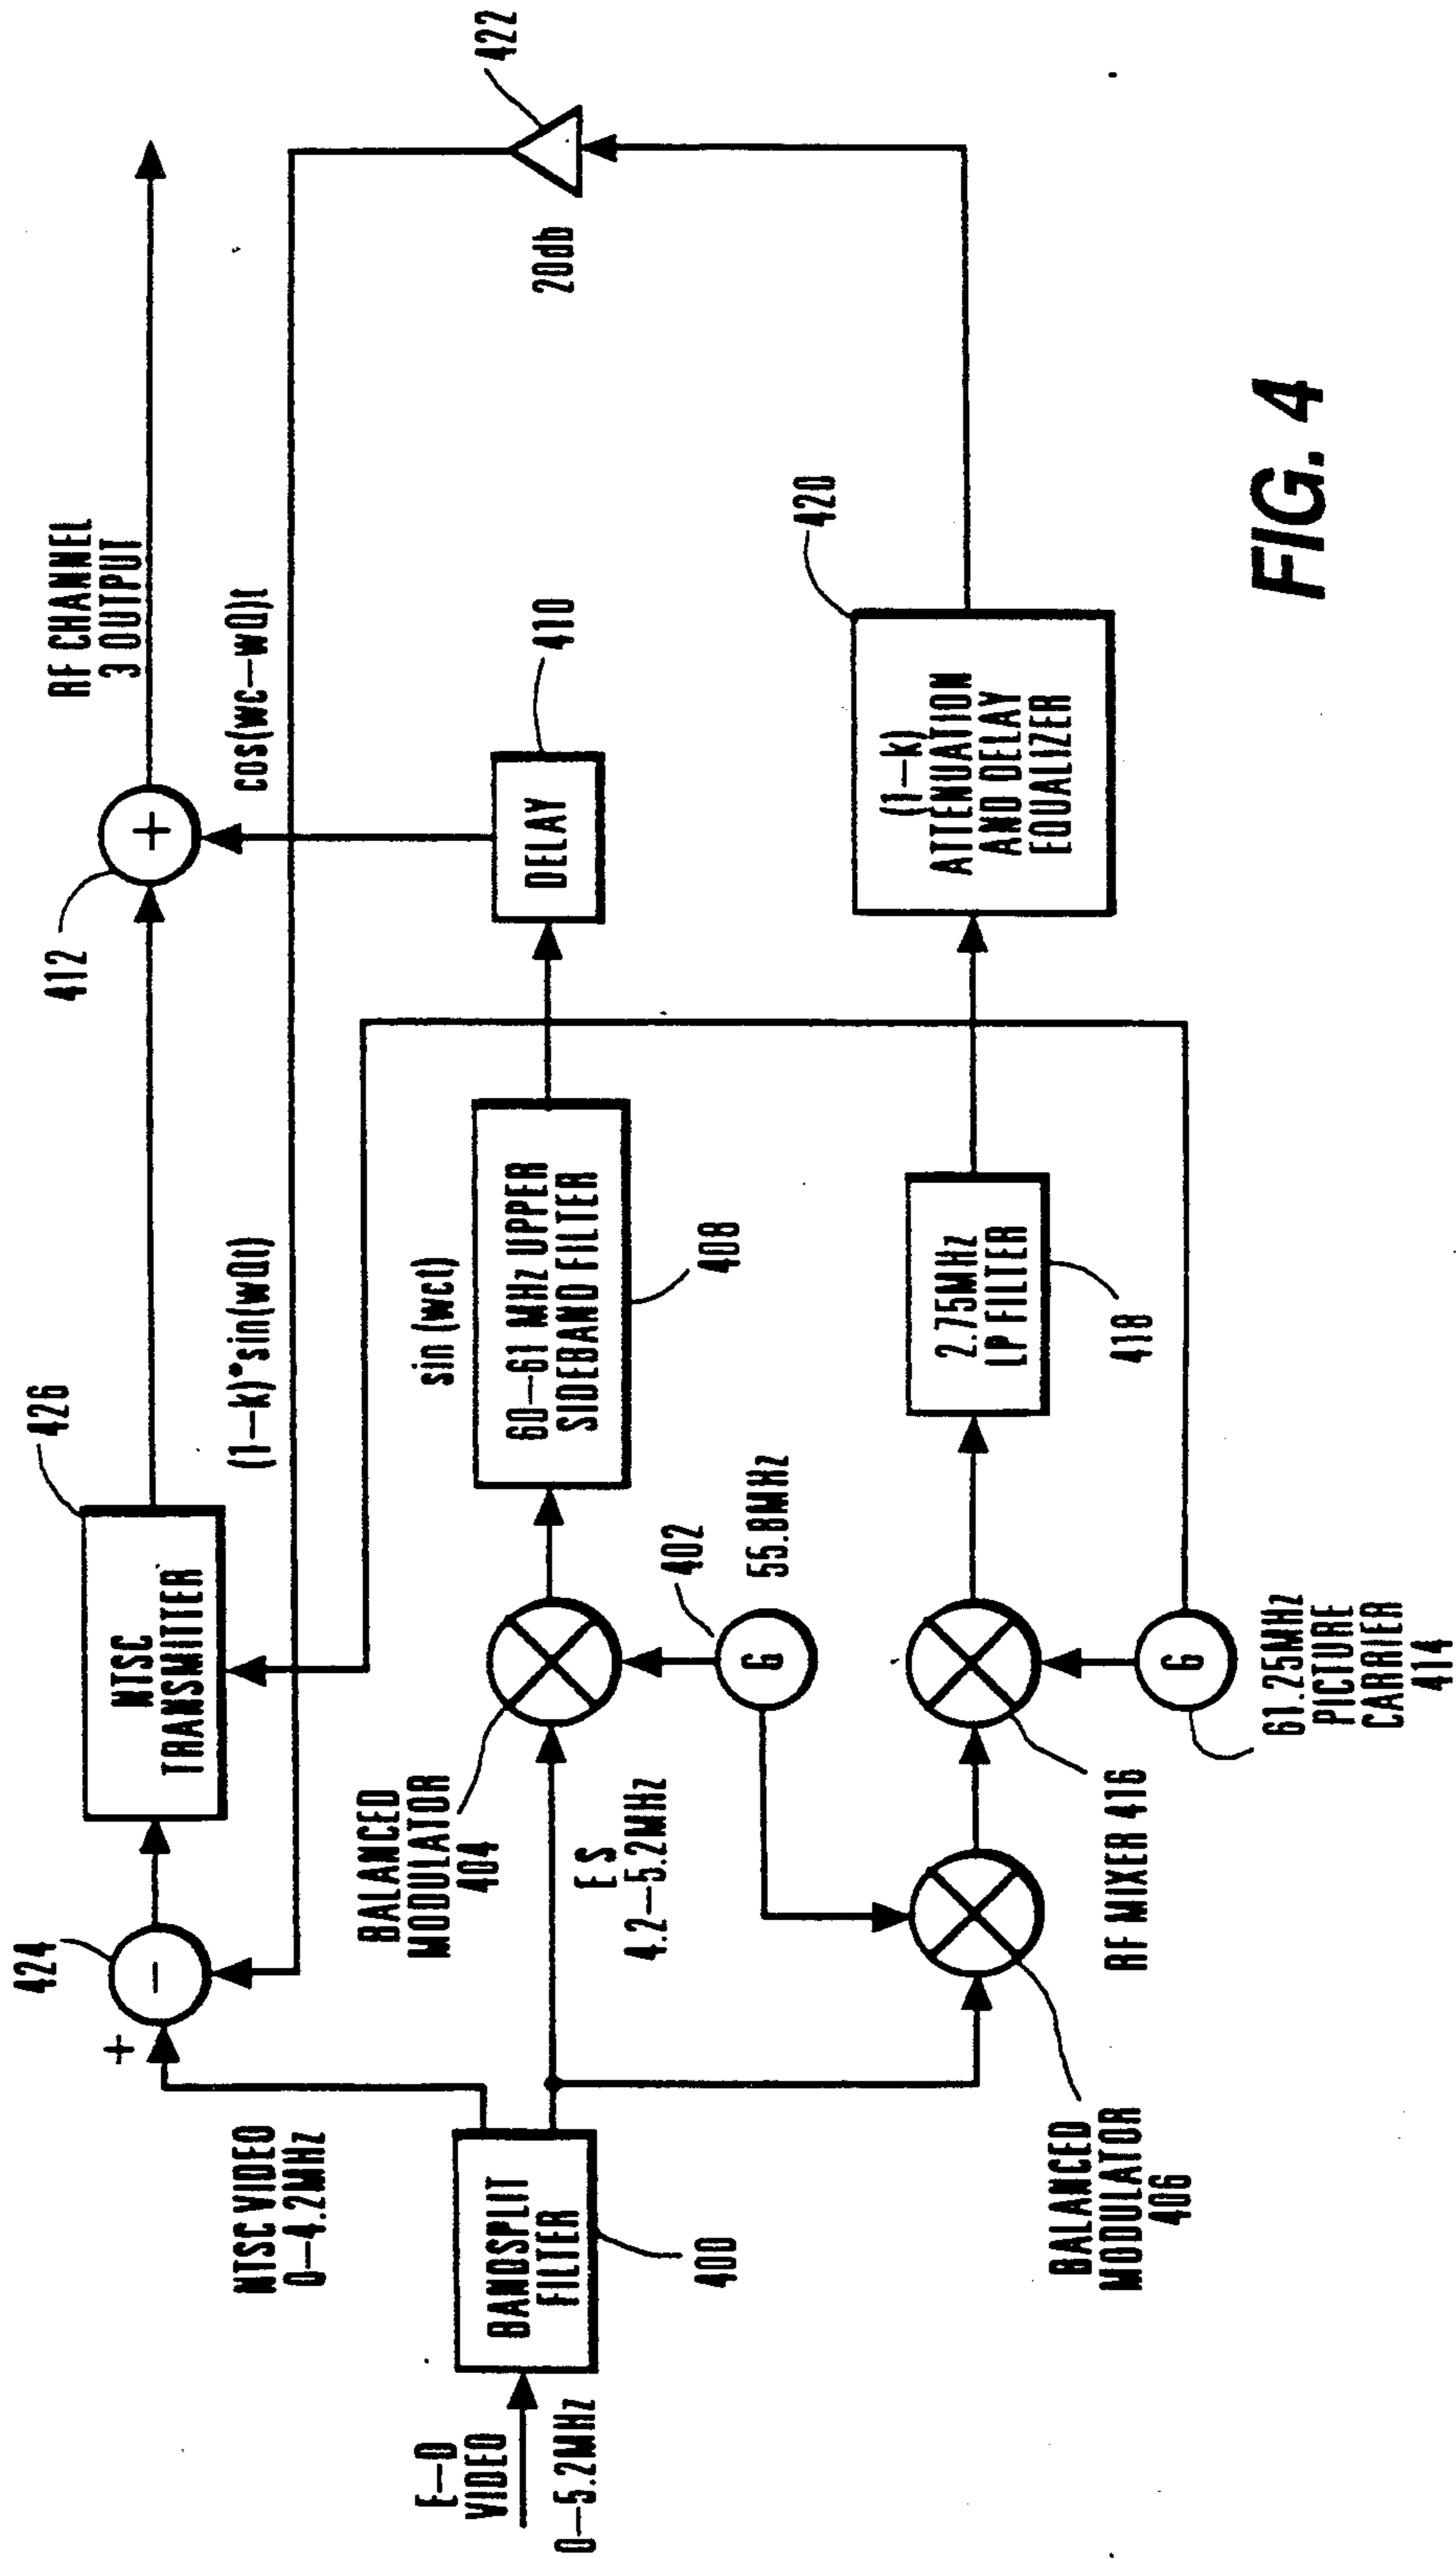 E-D
VIDEO
0-5.2MHz
BANDSPLIT
FILTER
400
NTSC VIDEO
0-4.2MHz
+
-
424
NTSC
TRANSMITTER
426
(1-k)*sin(wQt)
cos(wc-wQ)t
412
+
RF CHANNEL
3 OUTPUT
BALANCED
MODULATOR
404
E S
4.2-5.2MHz
402
G
55.8MHz
sin (wct)
60-61 MHz UPPER
SIDEBAND FILTER
408
DELAY
410
20db
422
BALANCED
MODULATOR
406
RF MIXER 416
G
61.25MHz
PICTURE
CARRIER
414
2.75MHz
LP FILTER
418
(1-k)
ATTENUATION
AND DELAY
EQUALIZER
420
FIG. 4